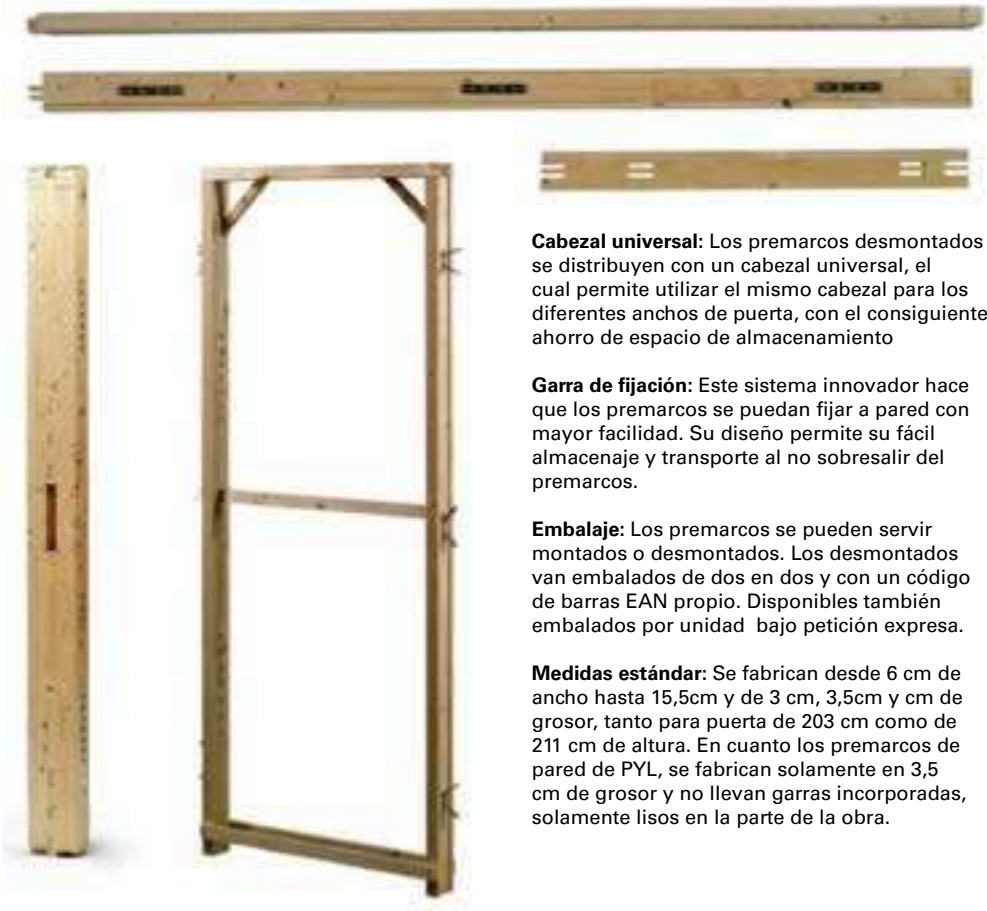 Cabezal universal: Los premarcos desmontados
se distribuyen con un cabezal universal, el
cual permite utilizar el mismo cabezal para los
diferentes anchos de puerta, con el consiguiente
ahorro de espacio de almacenamiento
Garra de fijación: Este sistema innovador hace
que los premarcos se puedan fijar a pared con
mayor facilidad. Su diseño permite su fácil
almacenaje y transporte al no sobresalir del
premarcos.
Embalaje: Los premarcos se pueden servir
montados o desmontados. Los desmontados
van embalados de dos en dos y con un código
de barras EAN propio. Disponibles también
embalados por unidad  bajo petición expresa.
Medidas estándar: Se fabrican desde 6 cm de
ancho hasta 15,5cm y de 3 cm, 3,5cm y cm de
grosor, tanto para puerta de 203 cm como de
211 cm de altura. En cuanto los premarcos de
pared de PYL, se fabrican solamente en 3,5
cm de grosor y no llevan garras incorporadas,
solamente lisos en la parte de la obra.